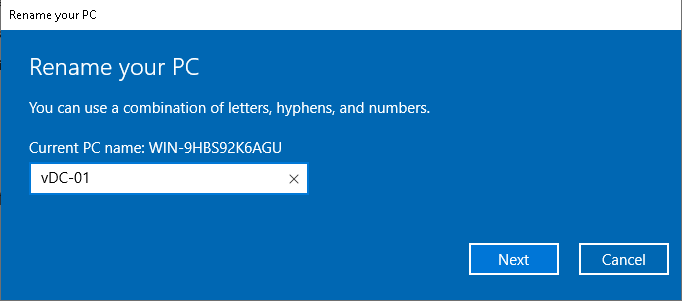 Rename your PC
Rename your PC
You can use a combination of letters, hyphens, and numbers.
Current PC name: WIN-9HBS92K6AGU
vDC-01
Next
Cancel